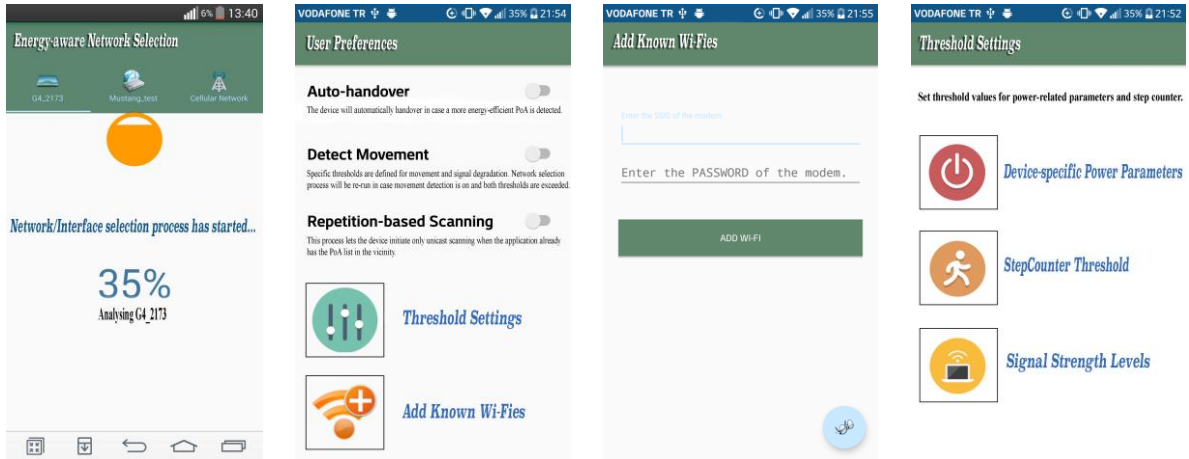 6% 13:40
Energy-aware Network Selection
G4_2173
Mustang_test
Cellular Network
Network/Interface selection process has started...
35%
Analysing G4_2173
VODAFONE TR 35% 21:54
User Preferences
Auto-handover
The device will automatically handover in case a more energy-efficient PoA is detected.
Detect Movement
Specific thresholds are defined for movement and signal degradation. Network selection
process will be re-run in case movement detection is on and both thresholds are exceeded.
Repetition-based Scanning
This process lets the device initiate only unicast scanning when the application already
has the PoA list in the vicinity.
Threshold Settings
Add Known Wi-Fies
VODAFONE TR 35% 21:55
Add Known Wi-Fies
Enter the SSID of the modem
Enter the PASSWORD of the modem.
ADD WI-FI
VODAFONE TR 35% 21:52
Threshold Settings
Set threshold values for power-related parameters and step counter.
Device-specific Power Parameters
StepCounter Threshold
Signal Strength Levels